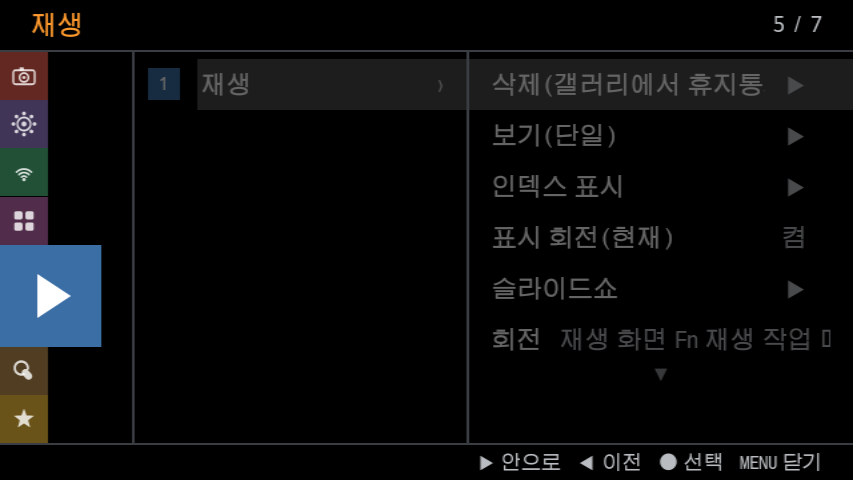 재생 5 / 7
1 재생
삭제(갤러리에서 휴지통
보기(단일)
인덱스 표시
표시 회전(현재) 켬
슬라이드쇼
회전 재생 화면 Fn 재생 작업
안으로 이전 선택 MENU 닫기